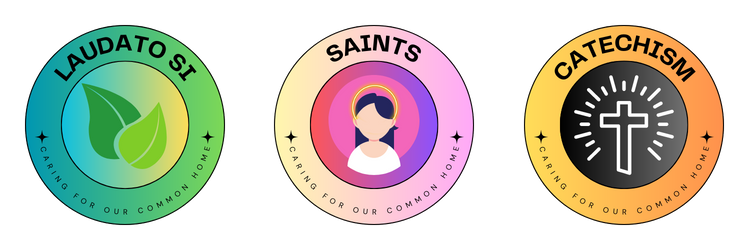 LAUDATO SI
CARING FOR OUR COMMON HOME
SAINTS
CARING FOR OUR COMMON HOME
CATECHISM
CARING FOR OUR COMMON HOME